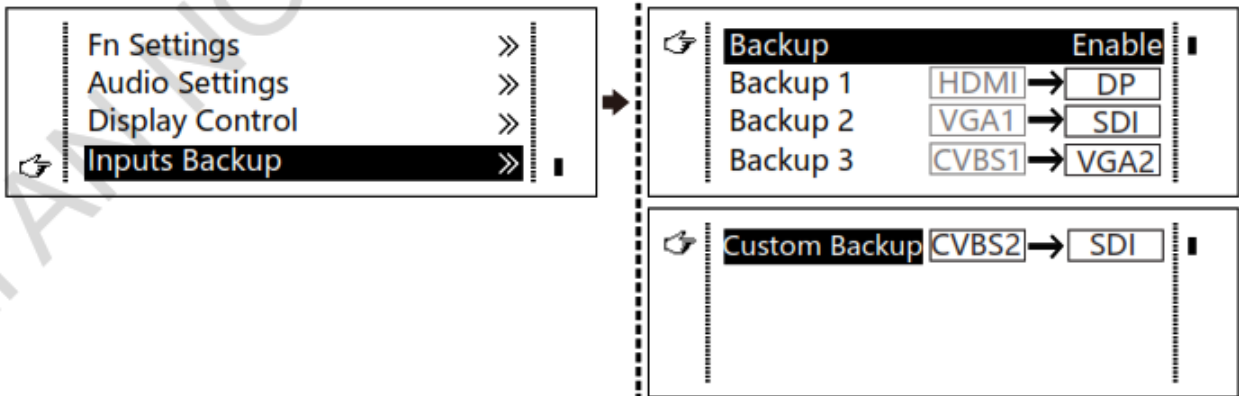 Fn Settings »
Audio Settings »
Display Control »
Inputs Backup »
Backup Enable
Backup 1 HDMI → DP
Backup 2 VGA1 → SDI
Backup 3 CVBS1 → VGA2
Custom Backup CVBS2 → SDI